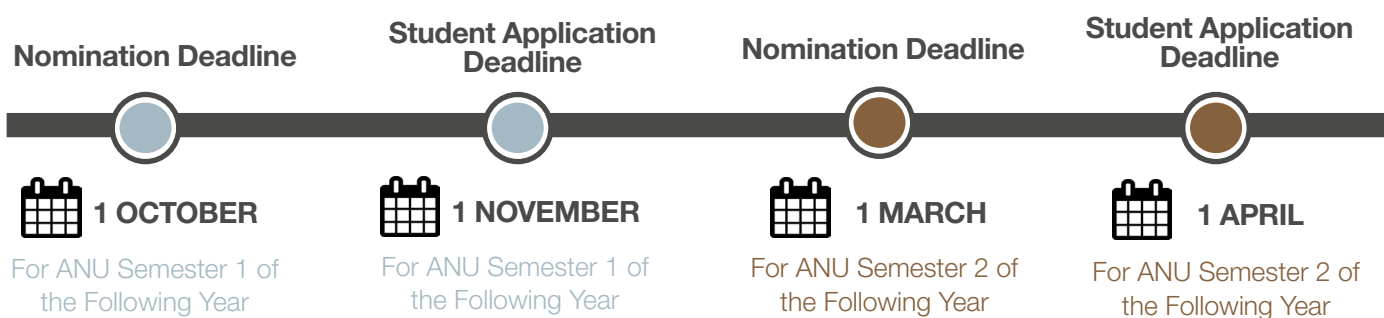 Nomination Deadline
1 OCTOBER
For ANU Semester 1 of
the Following Year
Student Application
Deadline
1 NOVEMBER
For ANU Semester 1 of
the Following Year
Nomination Deadline
1 MARCH
For ANU Semester 2 of
the Following Year
Student Application
Deadline
1 APRIL
For ANU Semester 2 of
the Following Year